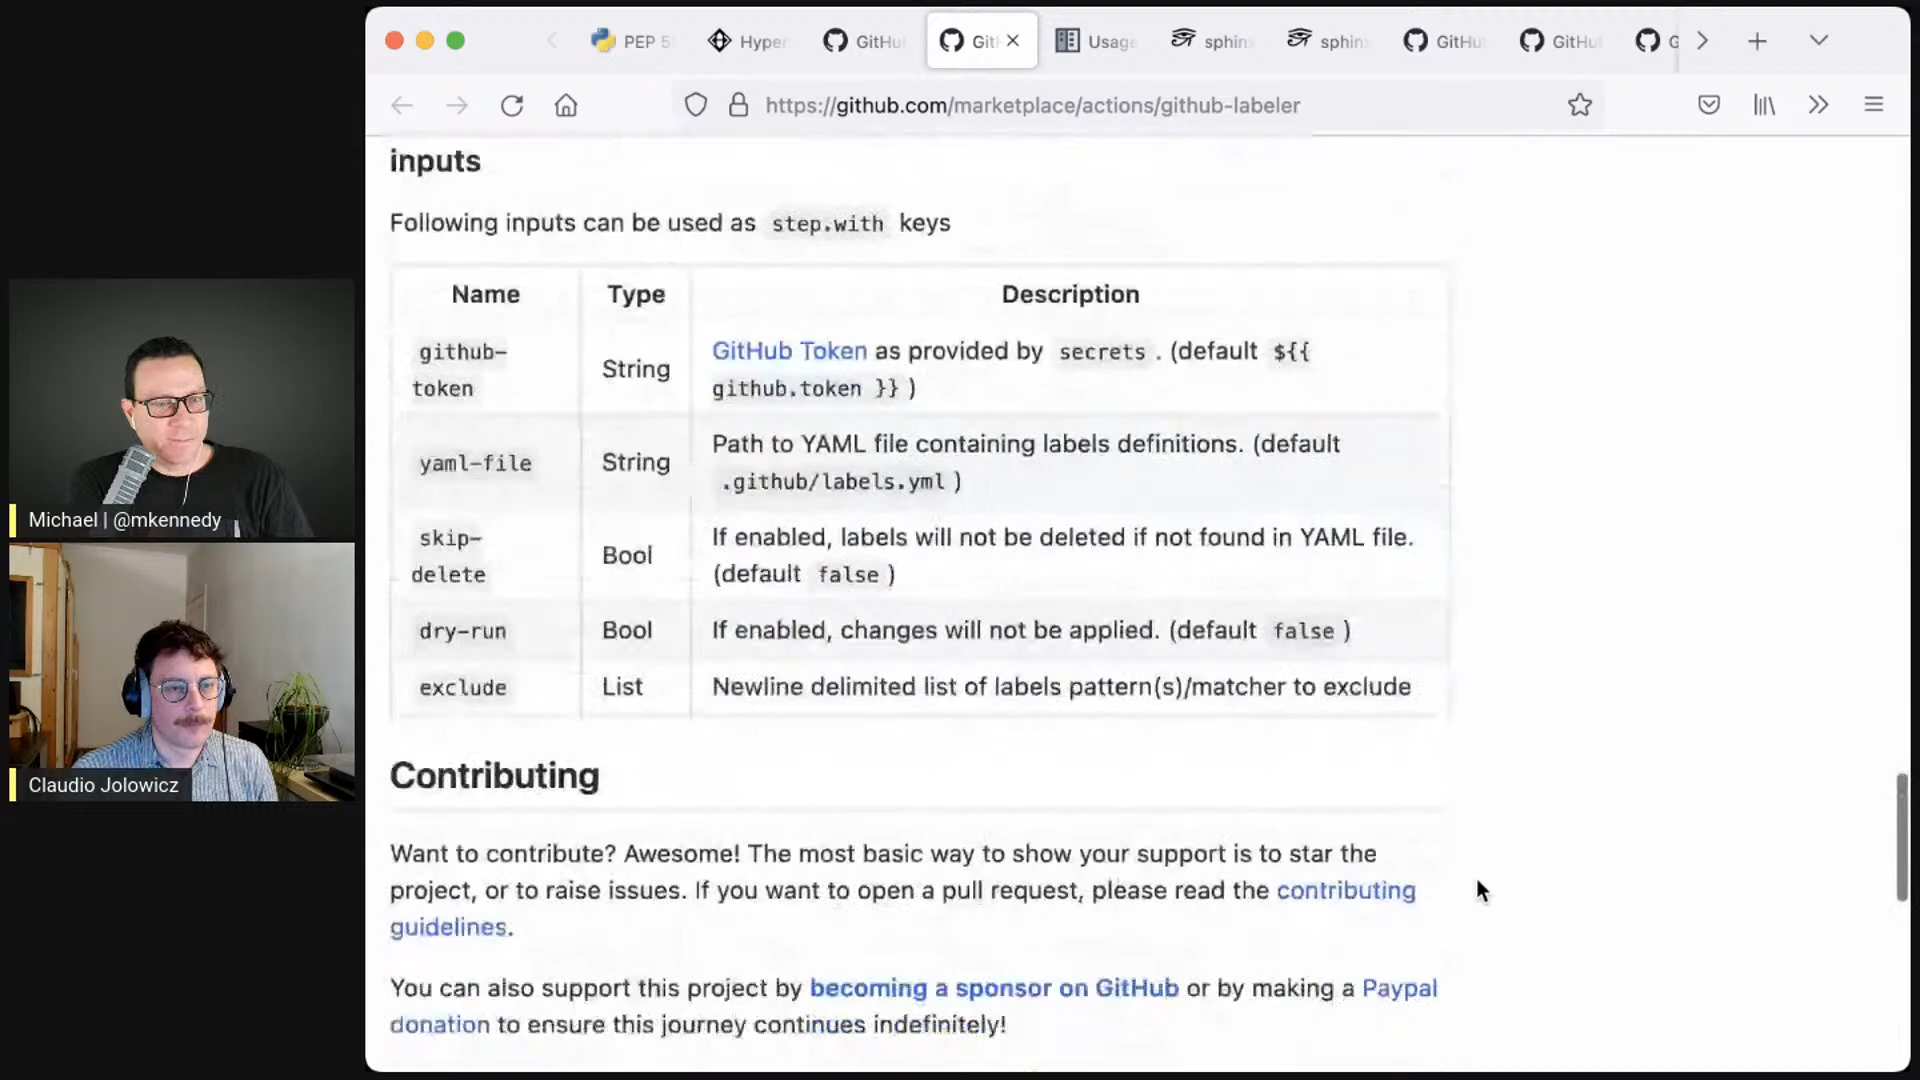 PEP 5
Hyper
GitHu
Git
Usage
sphin
sphin
GitHu
GitHu
G
https://github.com/marketplace/actions/github-labeler
inputs
Following inputs can be used as step.with keys
Name Type Description
github-
token
String
GitHub Token as provided by secrets . (default ${{
github.token }} )
yaml-file String
Path to YAML file containing labels definitions. (default
.github/labels.yml )
skip-
delete
Bool
If enabled, labels will not be deleted if not found in YAML file.
(default false )
dry-run Bool If enabled, changes will not be applied. (default false )
exclude List Newline delimited list of labels pattern(s)/matcher to exclude
Contributing
Want to contribute? Awesome! The most basic way to show your support is to star the
project, or to raise issues. If you want to open a pull request, please read the contributing
guidelines.
You can also support this project by becoming a sponsor on GitHub or by making a Paypal
donation to ensure this journey continues indefinitely!
Michael | @mkennedy
Claudio Jolowicz